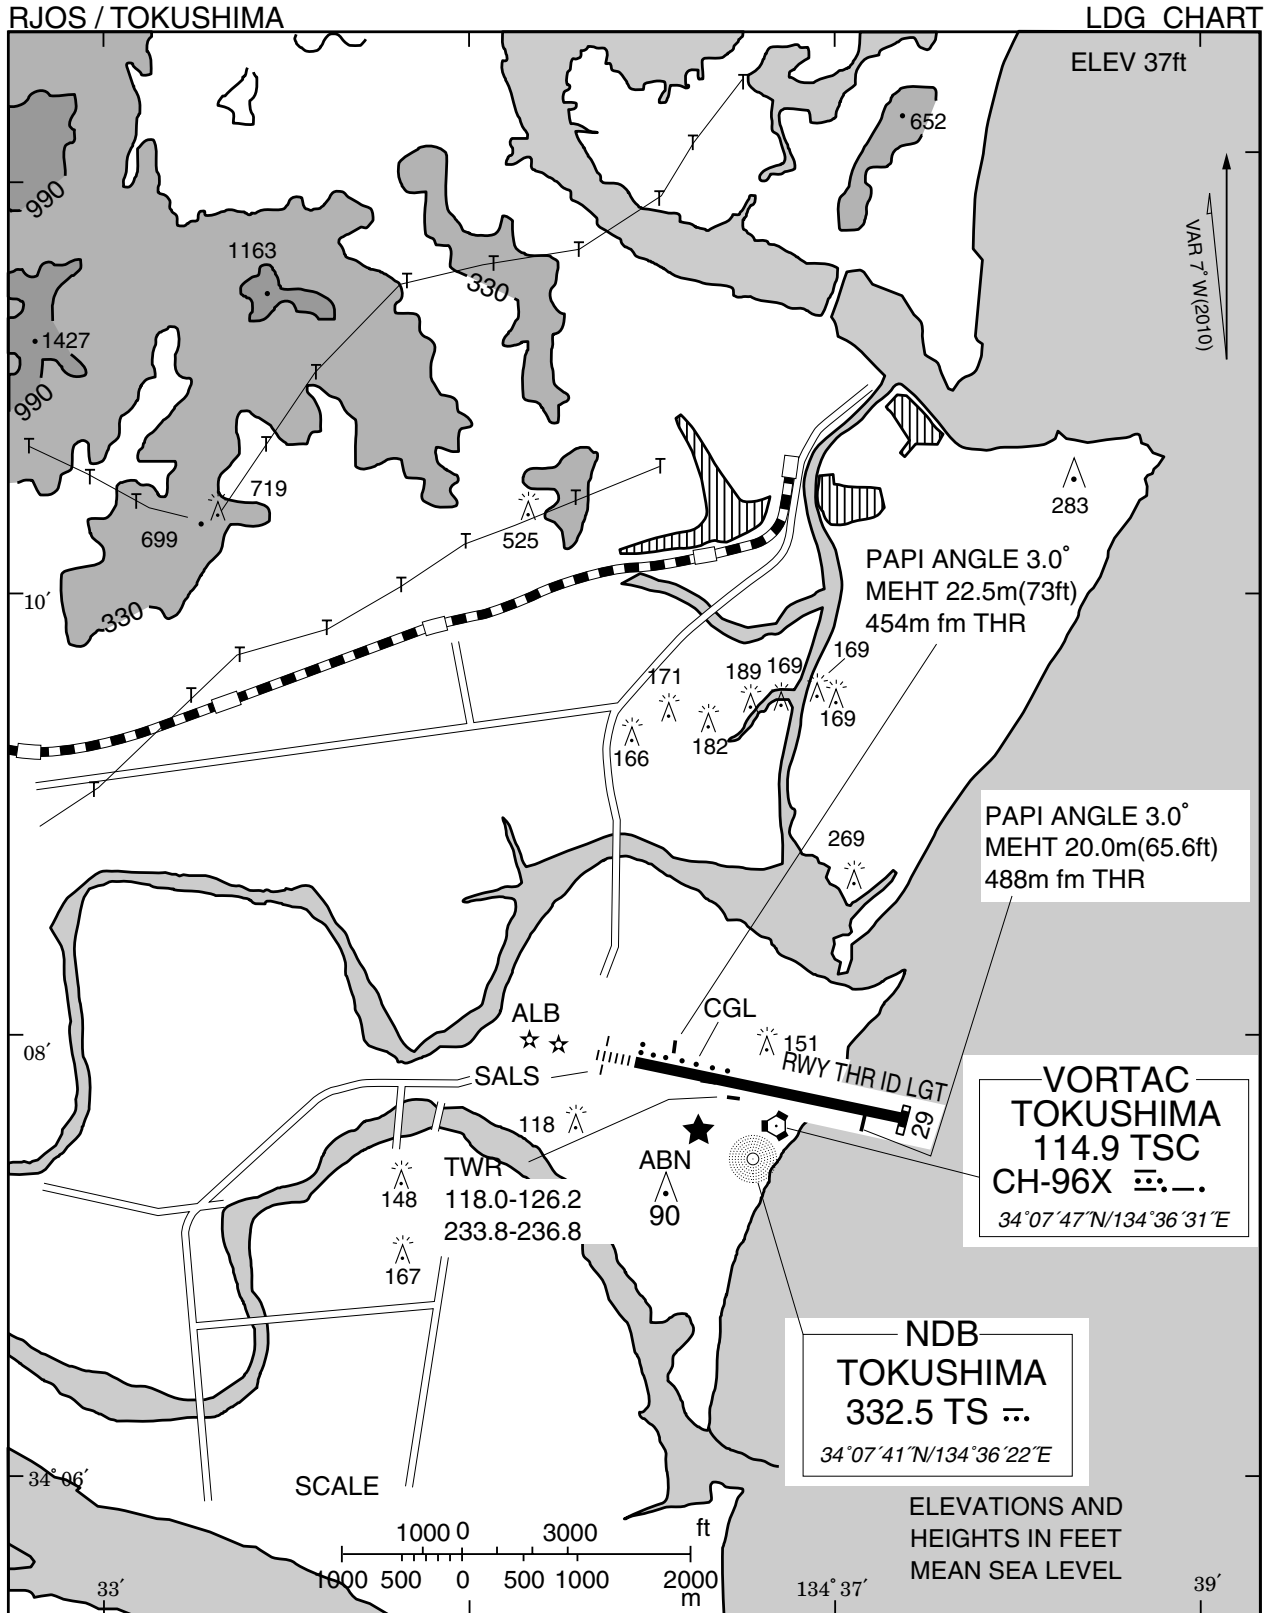 RJOS / TOKUSHIMA
LDG CHART
ELEV 37ft
652
990
VAR 7° W(2010)
1163
330
1427
990
719
283
699
525
PAPI ANGLE 3.0°
MEHT 22.5m(73ft)
454m fm THR
10´
330
169
171
189
169
169
166
182
PAPI ANGLE 3.0°
MEHT 20.0m(65.6ft)
488m fm THR
269
ALB
CGL
08´
151
RWY THR ID LGT
SALS
29
118
VORTAC
TOKUSHIMA
114.9 TSC
CH-96X
34°07´47˝N/134°36´31˝E
TWR
118.0-126.2
233.8-236.8
ABN
148
90
167
NDB
TOKUSHIMA
332.5 TS
34°07´41˝N/134°36´22˝E
34°06´
SCALE
ELEVATIONS AND
HEIGHTS IN FEET
MEAN SEA LEVEL
1000 0 3000 ft
1000 500 0 500 1000 2000
m
33´
134°37´
39´